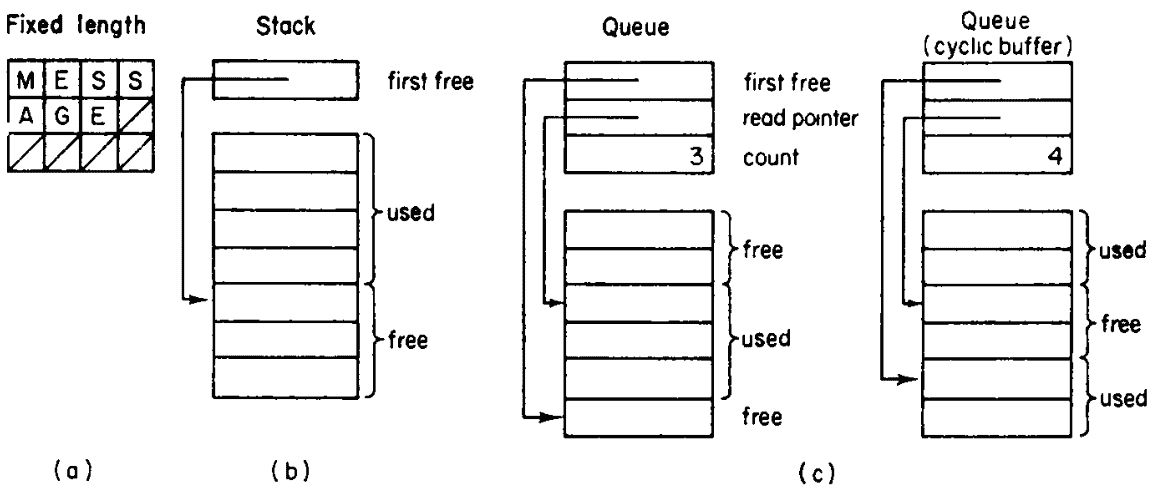 Fixed length
M E S S
A G E
(a)
Stack
first free
used
free
(b)
Queue
first free
read pointer
3
count
free
used
free
Queue
(cyclic buffer)
4
used
free
used
(c)